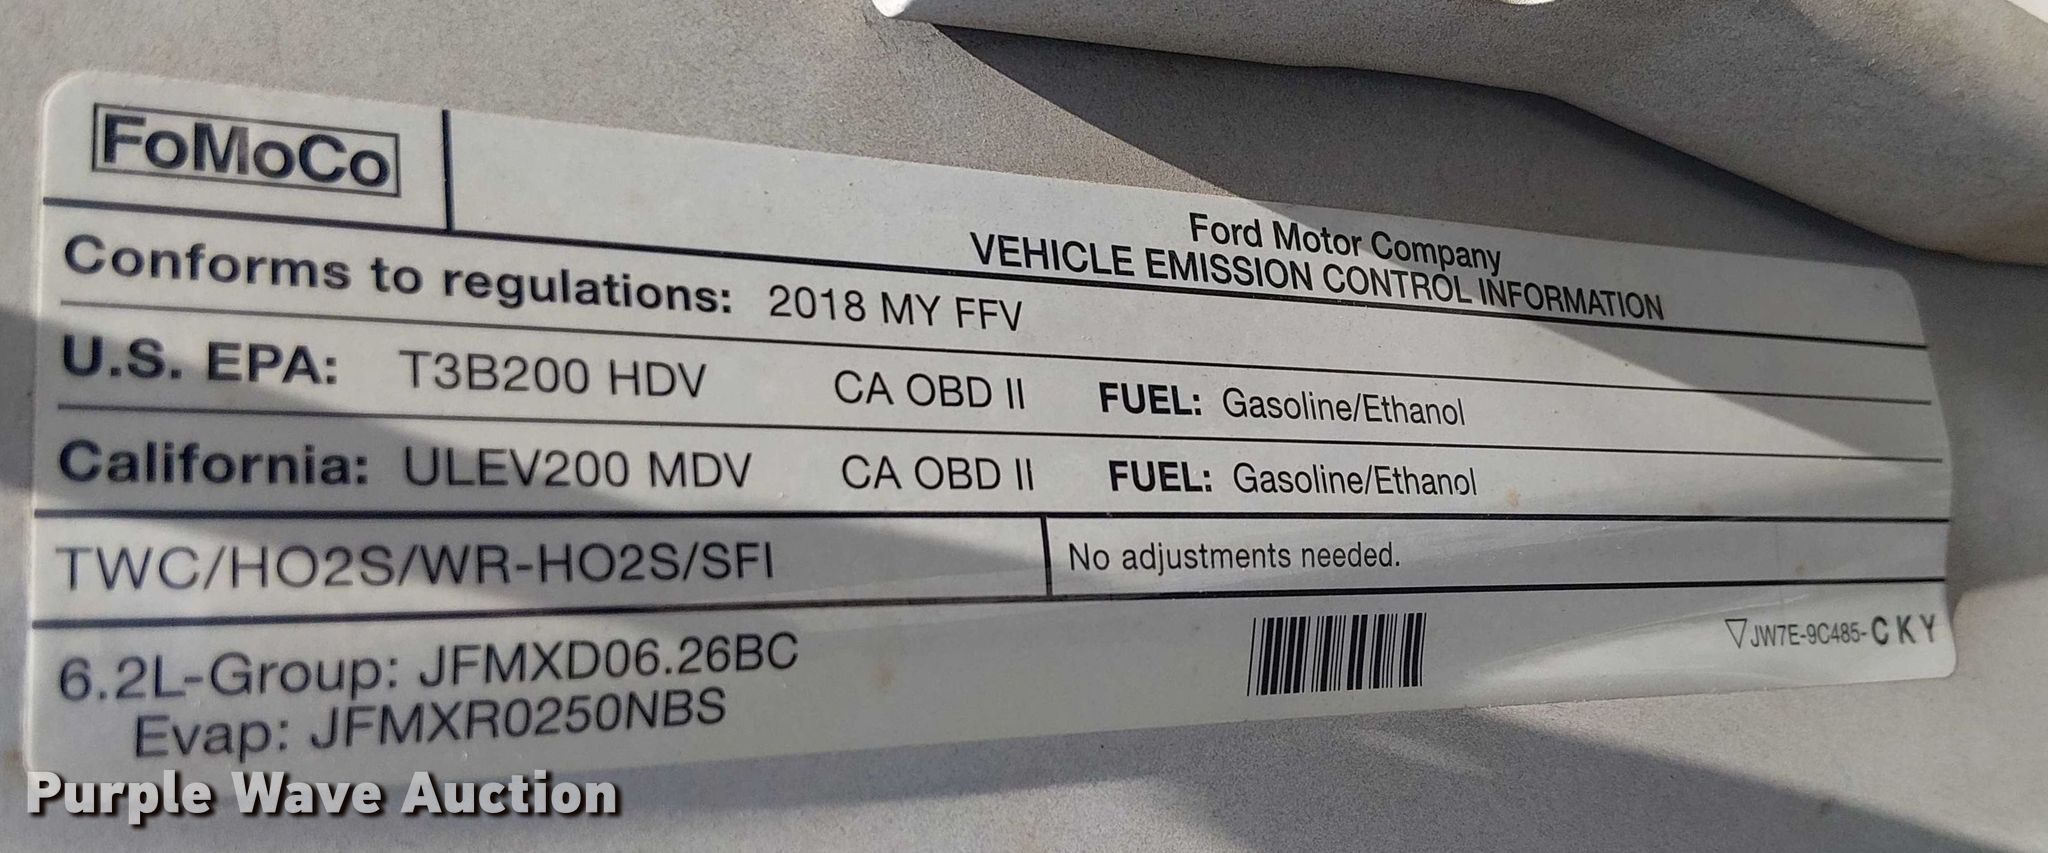 FoMoCo
Ford Motor Company
VEHICLE EMISSION CONTROL INFORMATION
Conforms to regulations: 2018 MY FFV
U.S. EPA: T3B200 HDV CA OBD II FUEL: Gasoline/Ethanol
California: ULEV200 MDV CA OBD II FUEL: Gasoline/Ethanol
TWC/HO2S/WR-HO2S/SFI No adjustments needed.
6.2L-Group: JFMXD06.26BC
Evap: JFMXR0250NBS
JW7E-9C485-CKY
Purple Wave Auction